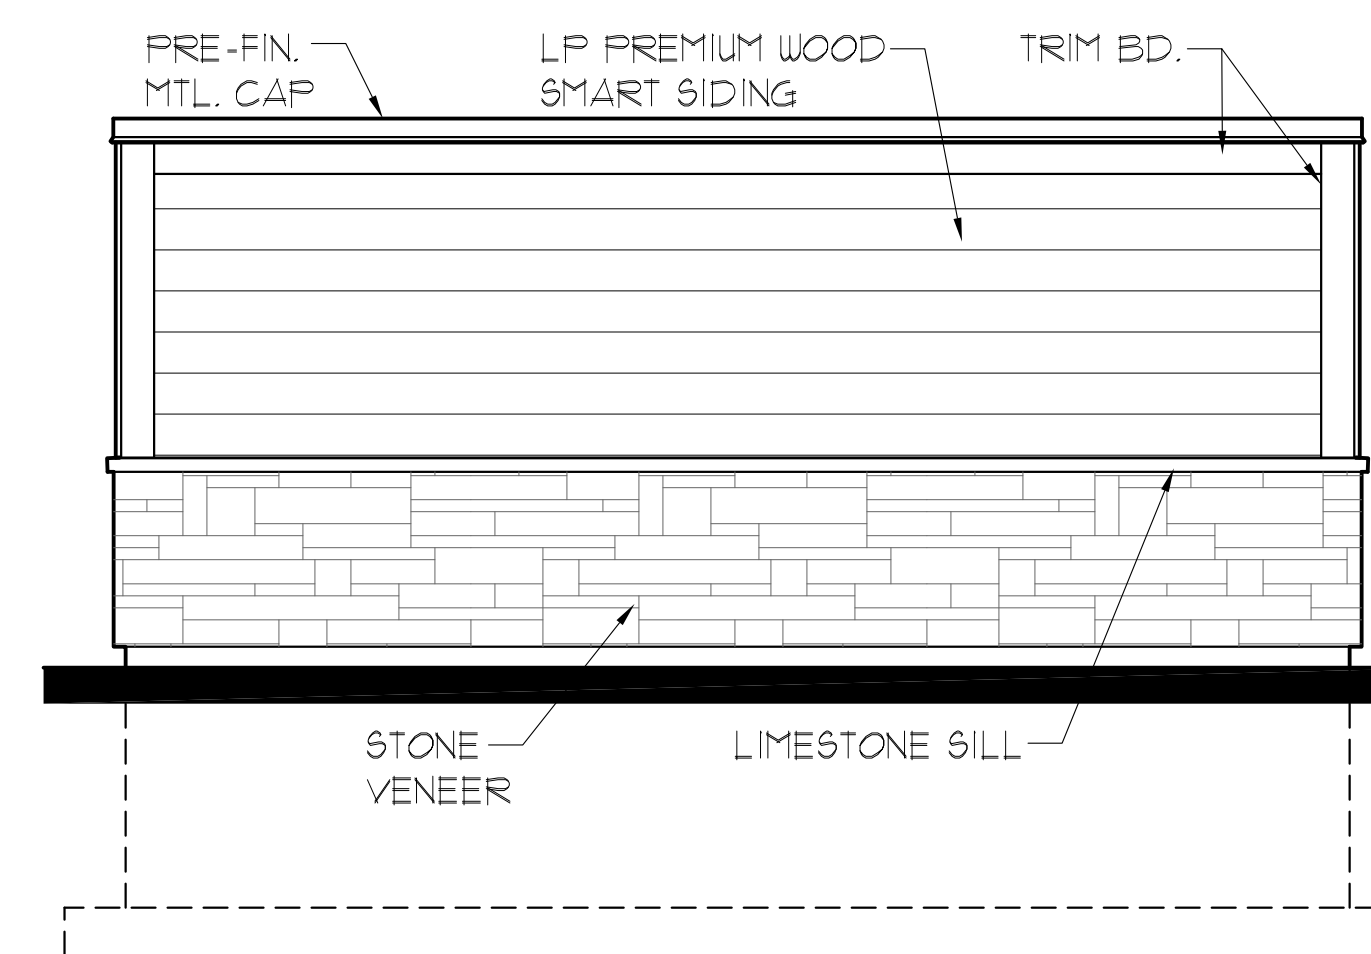 PRE-FIN.
MTL. CAP
LP PREMIUM WOOD
SMART SIDING
TRIM BD.
STONE
VENEER
LIMESTONE SILL